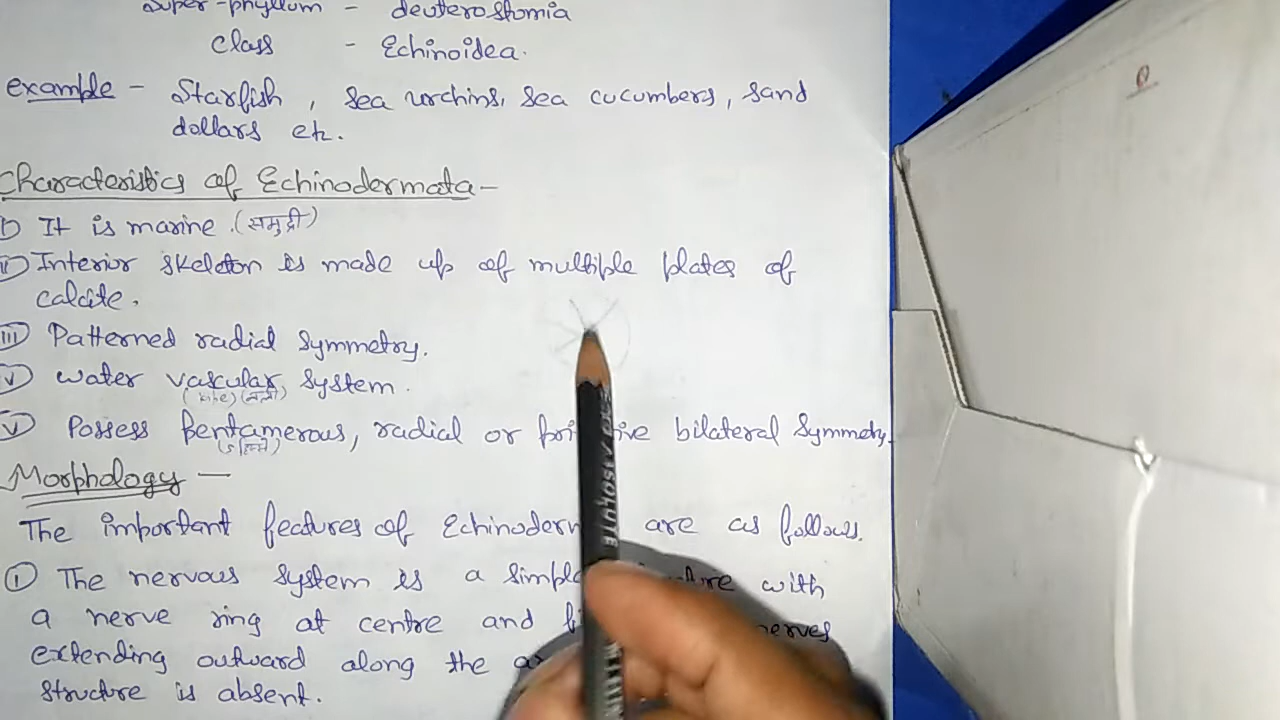 Super-phyllum - deuterostomia
Class - Echinoidea.
example - Starfish, Sea urchins, Sea cucumbers, Sand
dollars etc.
Characteristics of Echinodermata-
I) It is marine. (समुद्री)
II) Interior skeleton is made up of multiple plates of
calcite.
III) Patterned radial Symmetry.
V) Water vascular System.
V) Possess pentamerous, radial or bilateral Symmetry.
Morphology -
The important features of are as follows.
① The nervous system is a with
a nerve ring at centre and nerves
extending outward along the
structure is absent.